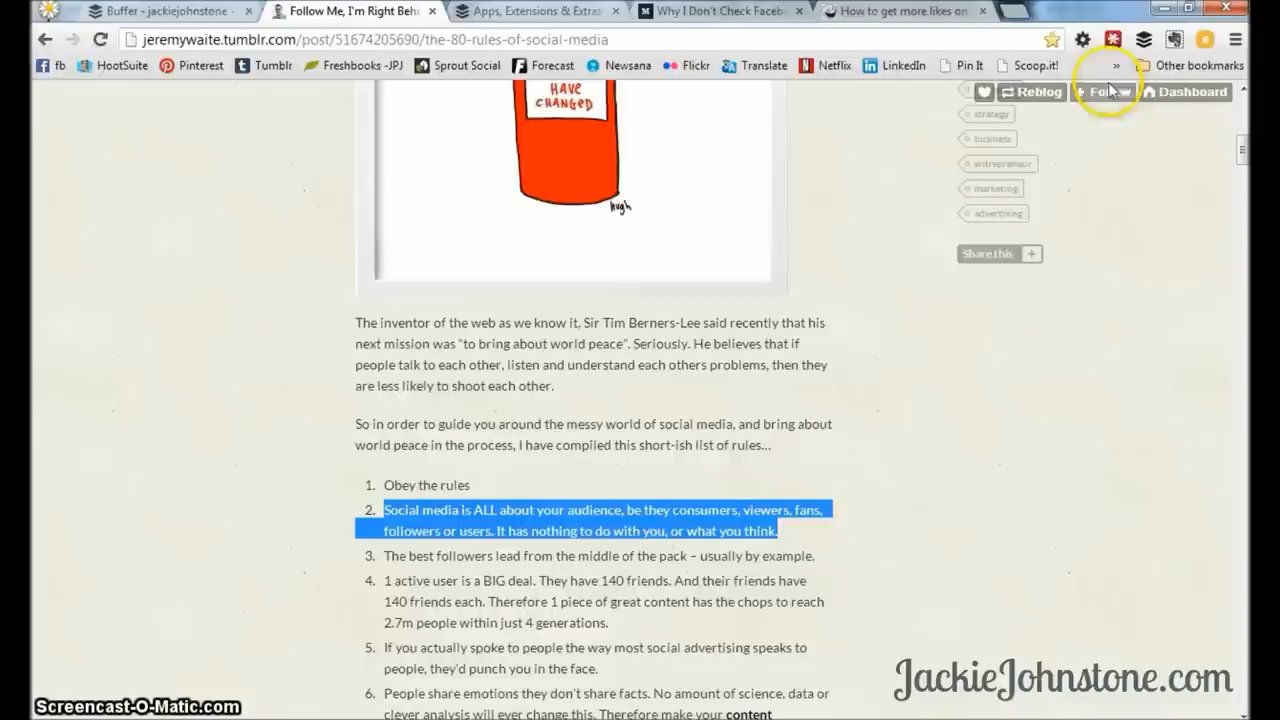 Buffer - jackiejohnstone -
Follow Me, I'm Right Beh
Apps, Extensions & Extras
Why I Don't Check Faceb
How to get more likes on
jeremywaite.tumblr.com/post/51674205690/the-80-rules-of-social-media
fb HootSuite Pinterest Tumblr Freshbooks -JPJ Sprout Social Forecast Newsana Flickr Translate Netflix LinkedIn Pin It Scoop.it! » Other bookmarks
Reblog Dashboard
HAVE
CHANGED
hugh
strategy
business
entrepreneur
marketing
advertising
Share this +
The inventor of the web as we know it, Sir Tim Berners-Lee said recently that his
next mission was "to bring about world peace". Seriously. He believes that if
people talk to each other, listen and understand each others problems, then they
are less likely to shoot each other.
So in order to guide you around the messy world of social media, and bring about
world peace in the process, I have compiled this short-ish list of rules...
1. Obey the rules
2. Social media is ALL about your audience, be they consumers, viewers, fans,
followers or users. It has nothing to do with you, or what you think.
3. The best followers lead from the middle of the pack – usually by example.
4. 1 active user is a BIG deal. They have 140 friends. And their friends have
140 friends each. Therefore 1 piece of great content has the chops to reach
2.7m people within just 4 generations.
5. If you actually spoke to people the way most social advertising speaks to
people, they'd punch you in the face.
6. People share emotions they don't share facts. No amount of science, data or
clever analysis will ever change this. Therefore make your content
JackieJohnstone.com
Screencast-O-Matic.com